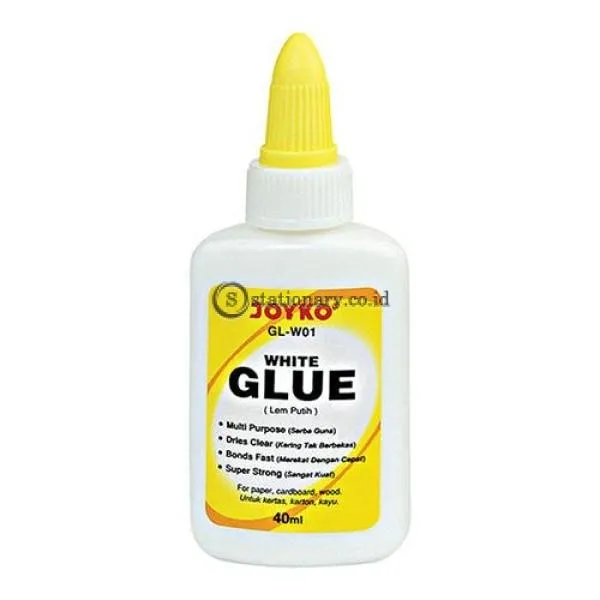 S stationary.co.id
JOYKO
GL-W01
WHITE
GLUE
( Lem Putih )
• Multi Purpose (Serba Guna)
• Dries Clear (Kering Tak Berbekas)
• Bonds Fast (Merekat Dengan Cepat)
• Super Strong (Sangat Kuat)
For paper, cardboard, wood.
Untuk kertas, karton, kayu.
40ml